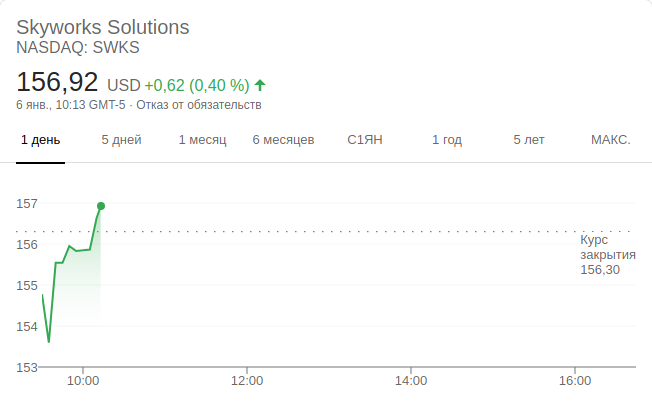 Skyworks Solutions
NASDAQ: SWKS
156,92 USD +0,62 (0,40 %)
6 янв., 10:13 GMT-5 · Отказ от обязательств
1 день 5 дней 1 месяц 6 месяцев С1ЯН 1 год 5 лет МАКС.
157
156
155
154
153
Курс
закрытия
156,30
10:00 12:00 14:00 16:00